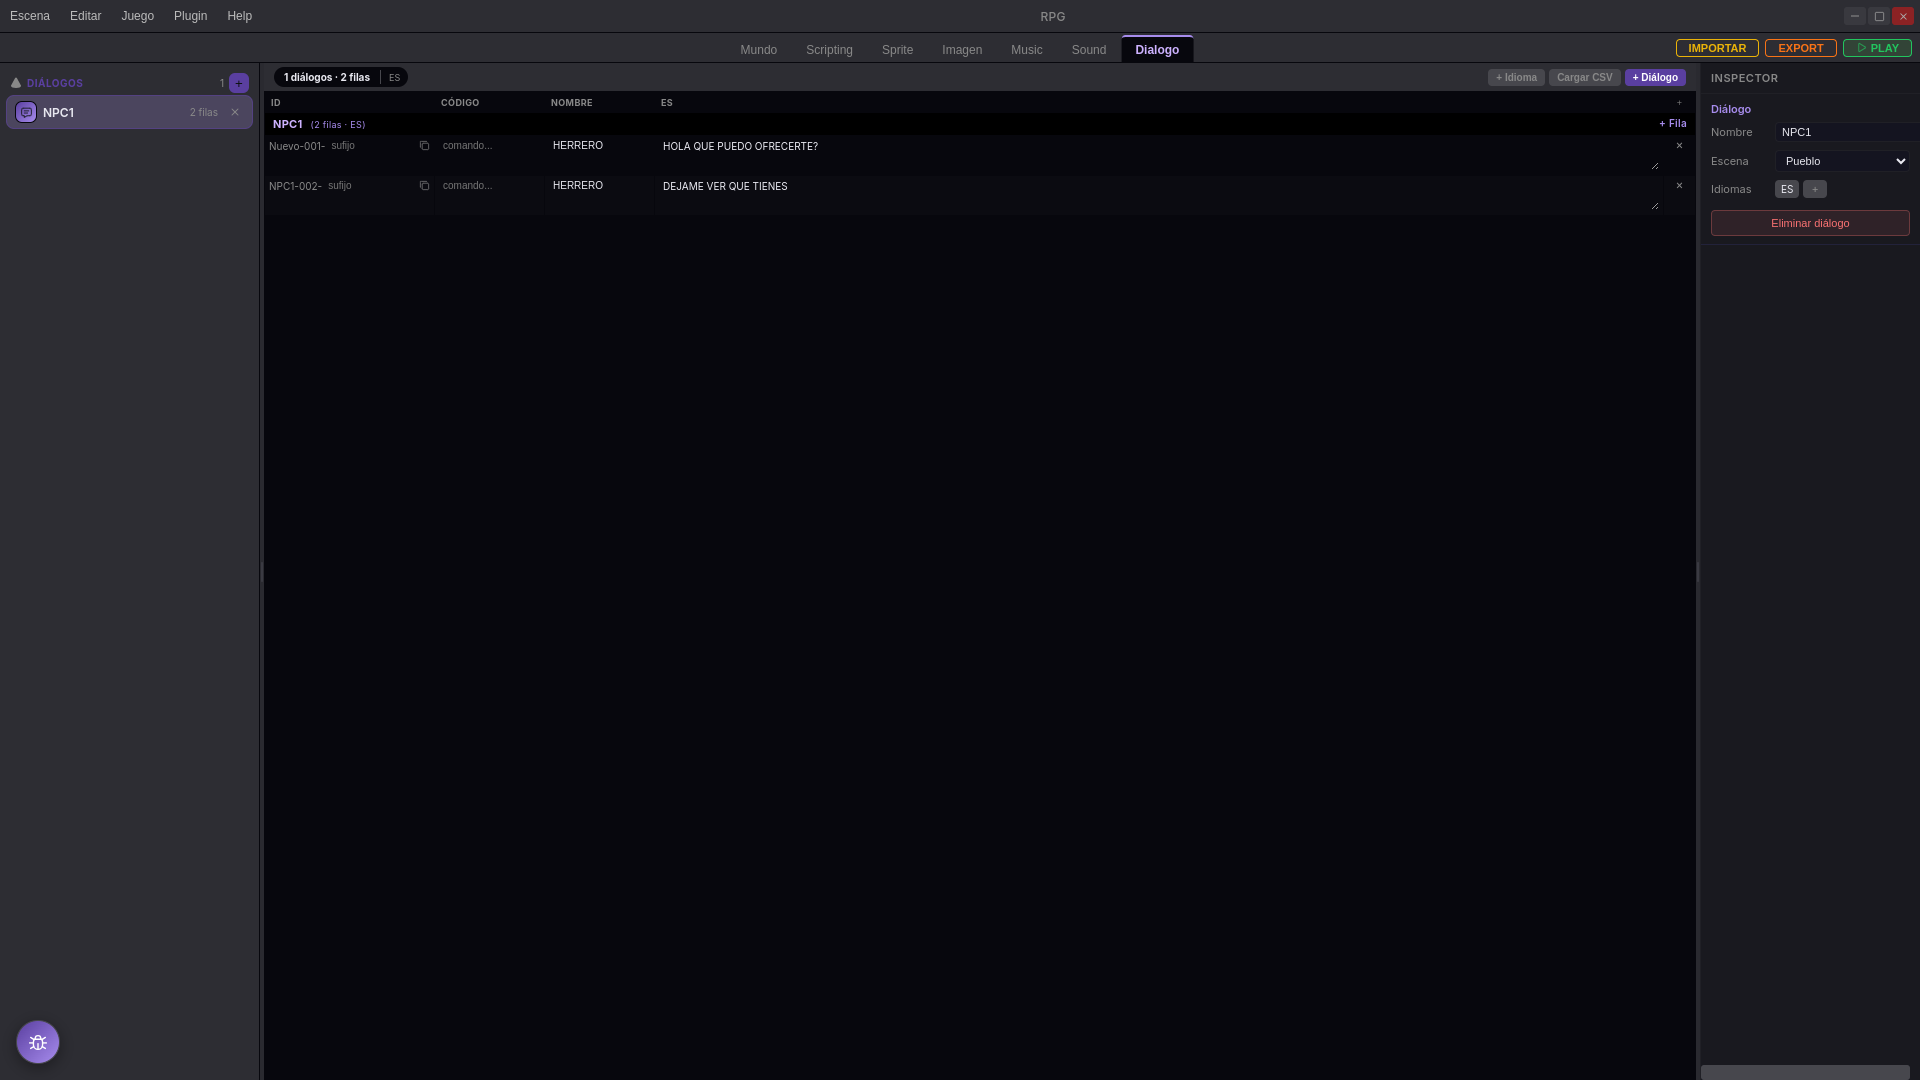 Escena Editar Juego Plugin Help RPG
Mundo Scripting Sprite Imagen Music Sound Dialogo IMPORTAR EXPORT PLAY
DIÁLOGOS 1 +
NPC1 2 filas ×
1 diálogos · 2 filas ES + Idioma Cargar CSV + Diálogo
ID CÓDIGO NOMBRE ES +
NPC1 (2 filas · ES) + Fila
Nuevo-001- sufijo comando... HERRERO HOLA QUE PUEDO OFRECERTE? ×
NPC1-002- sufijo comando... HERRERO DEJAME VER QUE TIENES ×
INSPECTOR
Diálogo
Nombre NPC1
Escena Pueblo
Idiomas ES +
Eliminar diálogo